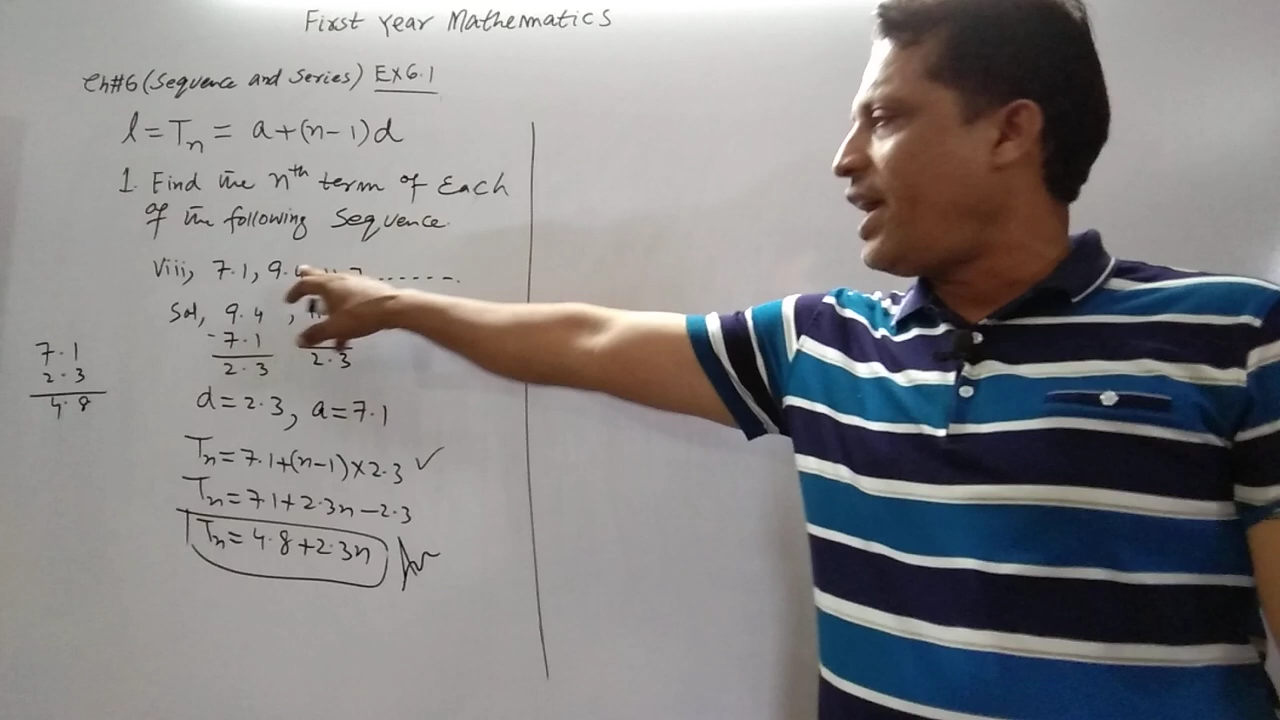 First year Mathematics
Ch#6 (Sequence and Series) EX6.1
l = Tn = a+(n-1)d
1. Find the nth term of Each
of the following Sequence.
Viii, 7.1, 9.4 .......
Sol, 9.4 ,
-7.1
2.3 2.3
7.1
2.3
4.8
d=2.3, a=7.1
Tn=7.1+(n-1)×2.3 ✓
Tn=7.1+2.3n-2.3
Tn=4.8+2.3n